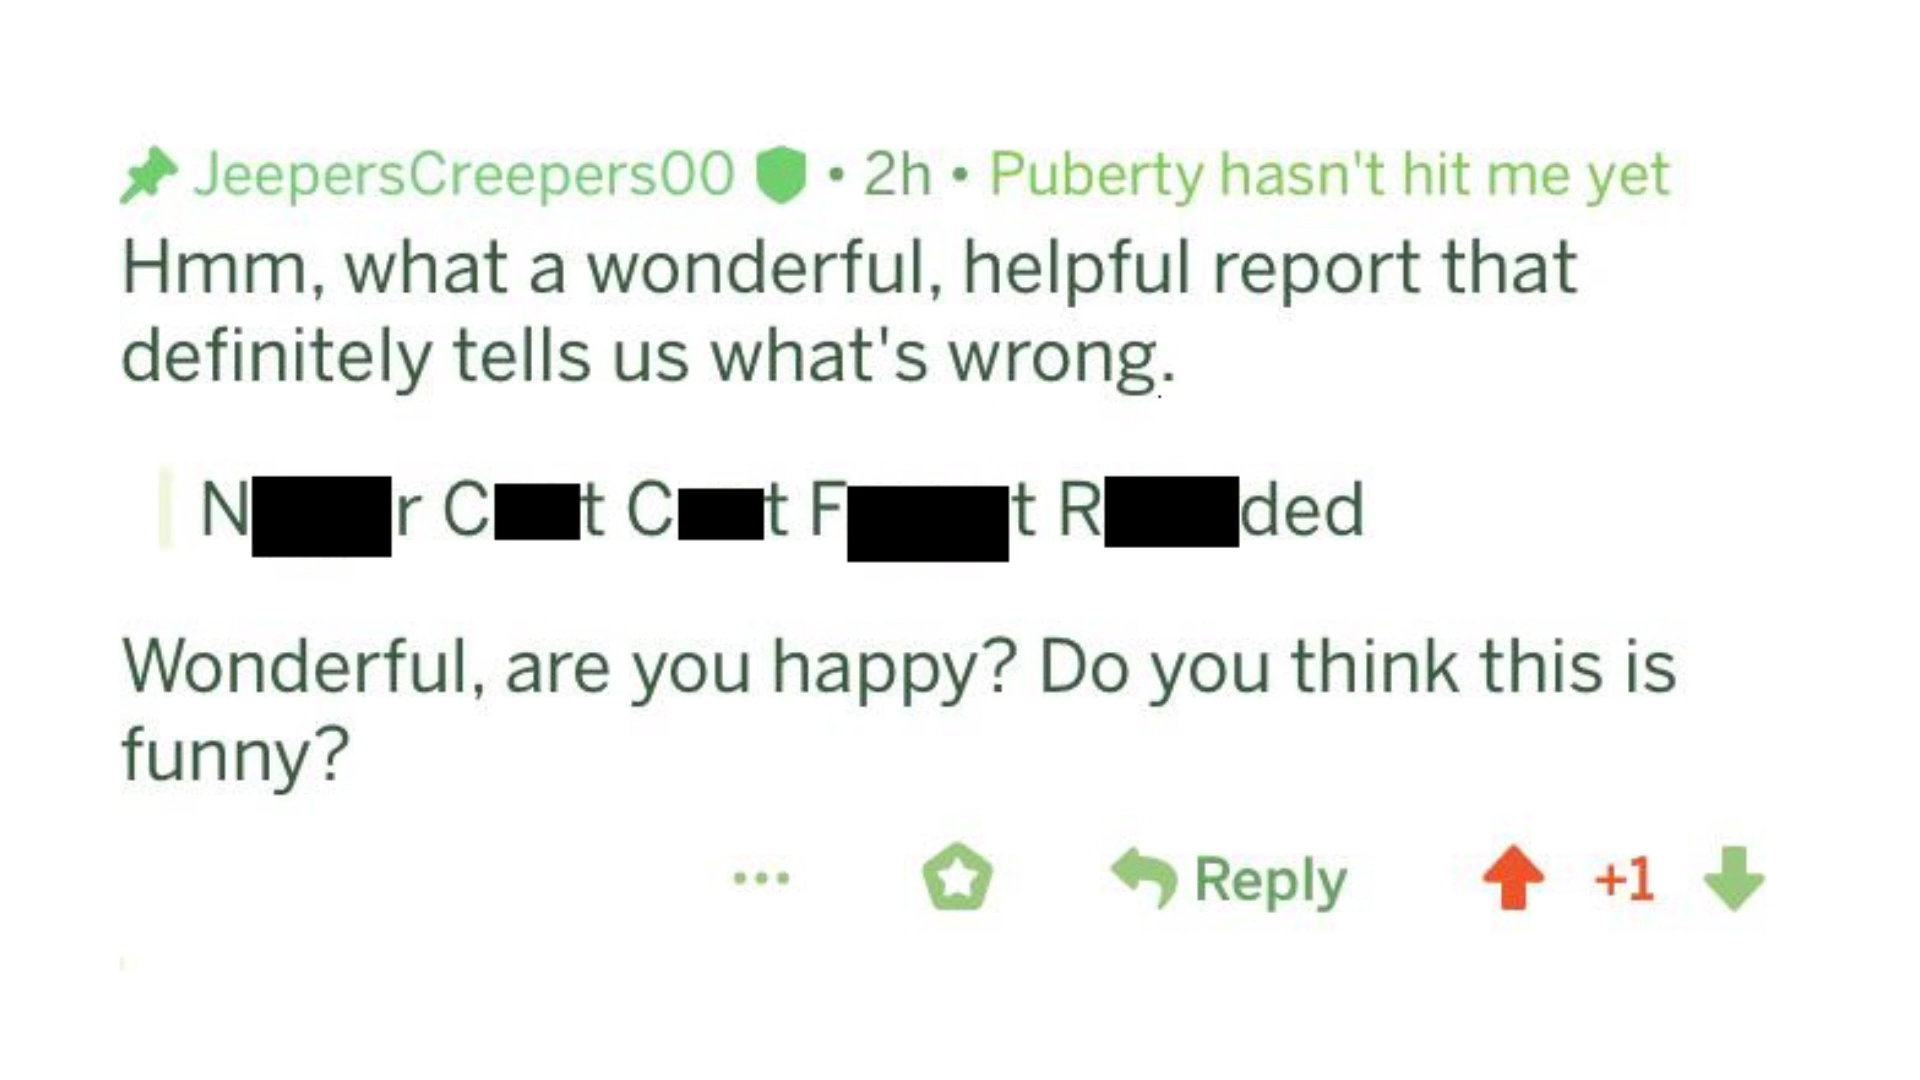 JeepersCreepers00 • 2h • Puberty hasn't hit me yet
Hmm, what a wonderful, helpful report that
definitely tells us what's wrong.
N r C t C t F t R ded
Wonderful, are you happy? Do you think this is
funny?
... Reply +1